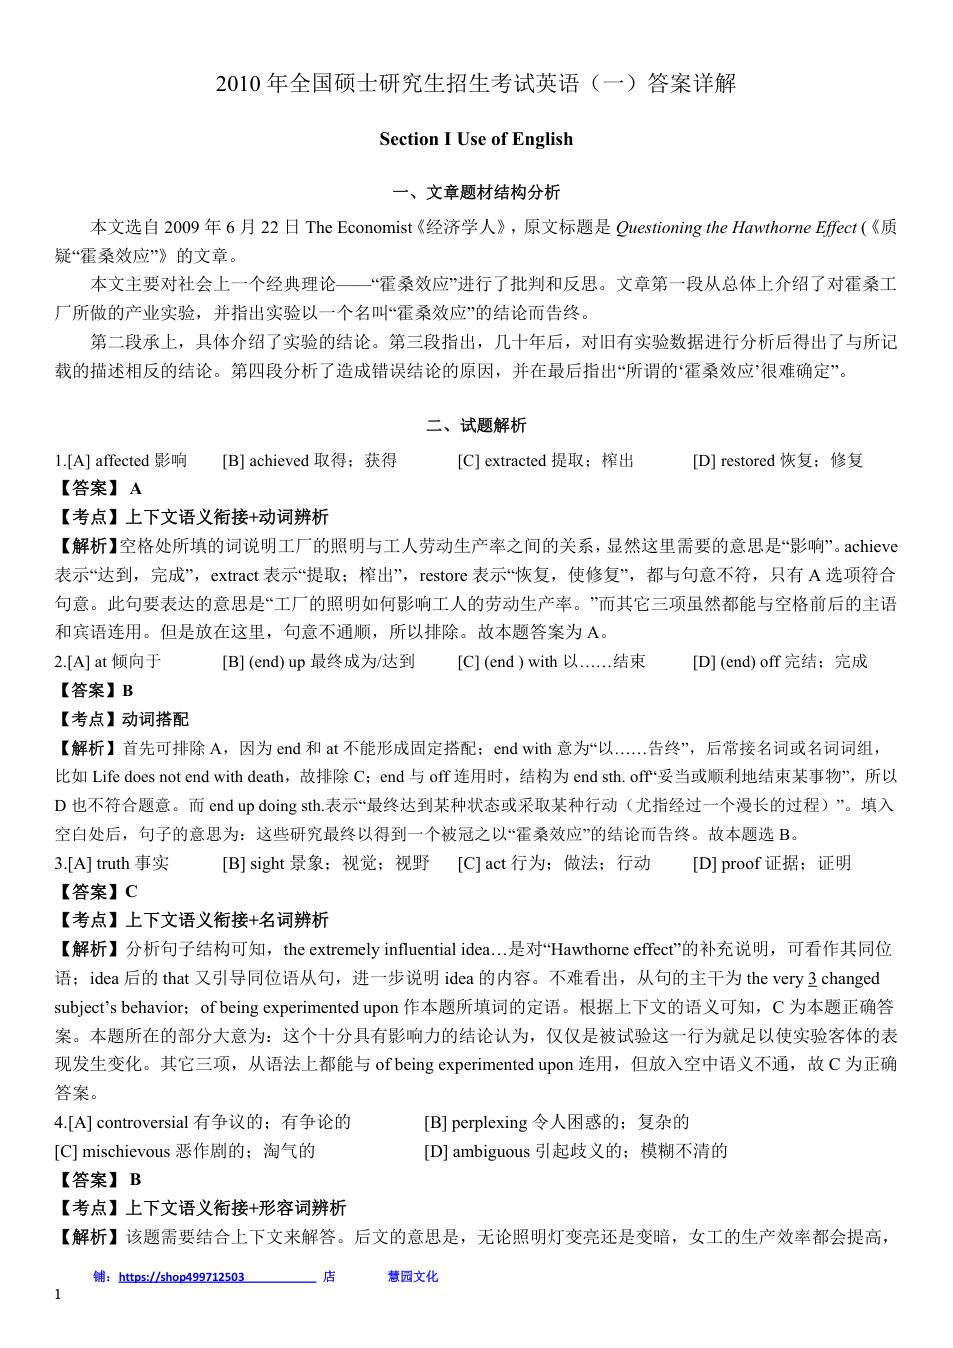 2010 年全国硕士研究生招生考试英语（一）答案详解
Section I Use of English
一、文章题材结构分析
本文选自 2009 年 6 月 22 日 The Economist《经济学人》，原文标题是 Questioning the Hawthorne Effect (《质
疑“霍桑效应”》的文章。
本文主要对社会上一个经典理论——“霍桑效应”进行了批判和反思。文章第一段从总体上介绍了对霍桑工
厂所做的产业实验，并指出实验以一个名叫“霍桑效应”的结论而告终。
第二段承上，具体介绍了实验的结论。第三段指出，几十年后，对旧有实验数据进行分析后得出了与所记
载的描述相反的结论。第四段分析了造成错误结论的原因，并在最后指出“所谓的‘霍桑效应’很难确定”。
二、试题解析
1.[A] affected 影响 [B] achieved 取得；获得 [C] extracted 提取；榨出 [D] restored 恢复；修复
【答案】 A
【考点】上下文语义衔接+动词辨析
【解析】空格处所填的词说明工厂的照明与工人劳动生产率之间的关系，显然这里需要的意思是“影响”。achieve
表示“达到，完成”，extract 表示“提取；榨出”，restore 表示“恢复，使修复”，都与句意不符，只有 A 选项符合
句意。此句要表达的意思是“工厂的照明如何影响工人的劳动生产率。”而其它三项虽然都能与空格前后的主语
和宾语连用。但是放在这里，句意不通顺，所以排除。故本题答案为 A。
2.[A] at 倾向于 [B] (end) up 最终成为/达到 [C] (end ) with 以……结束 [D] (end) off 完结；完成
【答案】B
【考点】动词搭配
【解析】首先可排除 A，因为 end 和 at 不能形成固定搭配；end with 意为“以……告终”，后常接名词或名词词组，
比如 Life does not end with death，故排除 C；end 与 off 连用时，结构为 end sth. off“妥当或顺利地结束某事物”，所以
D 也不符合题意。而 end up doing sth.表示“最终达到某种状态或采取某种行动（尤指经过一个漫长的过程）”。填入
空白处后，句子的意思为：这些研究最终以得到一个被冠之以“霍桑效应”的结论而告终。故本题选 B。
3.[A] truth 事实 [B] sight 景象；视觉；视野 [C] act 行为；做法；行动 [D] proof 证据；证明
【答案】C
【考点】上下文语义衔接+名词辨析
【解析】分析句子结构可知，the extremely influential idea…是对“Hawthorne effect”的补充说明，可看作其同位
语；idea 后的 that 又引导同位语从句，进一步说明 idea 的内容。不难看出，从句的主干为 the very 3 changed
subject’s behavior；of being experimented upon 作本题所填词的定语。根据上下文的语义可知，C 为本题正确答
案。本题所在的部分大意为：这个十分具有影响力的结论认为，仅仅是被试验这一行为就足以使实验客体的表
现发生变化。其它三项，从语法上都能与 of being experimented upon 连用，但放入空中语义不通，故 C 为正确
答案。
4.[A] controversial 有争议的；有争论的 [B] perplexing 令人困惑的；复杂的
[C] mischievous 恶作剧的；淘气的 [D] ambiguous 引起歧义的；模糊不清的
【答案】 B
【考点】上下文语义衔接+形容词辨析
【解析】该题需要结合上下文来解答。后文的意思是，无论照明灯变亮还是变暗，女工的生产效率都会提高，
铺：https://shop499712503 店 慧园文化
1